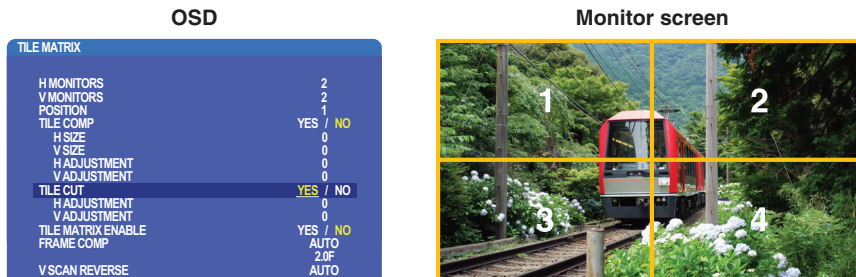 OSD
TILE MATRIX
H MONITORS 2
V MONITORS 2
POSITION 1
TILE COMP YES / NO
H SIZE 0
V SIZE 0
H ADJUSTMENT 0
V ADJUSTMENT 0
TILE CUT YES / NO
H ADJUSTMENT 0
V ADJUSTMENT 0
TILE MATRIX ENABLE YES / NO
FRAME COMP AUTO
2.0F
V SCAN REVERSE AUTO
Monitor screen
1 2
3 4